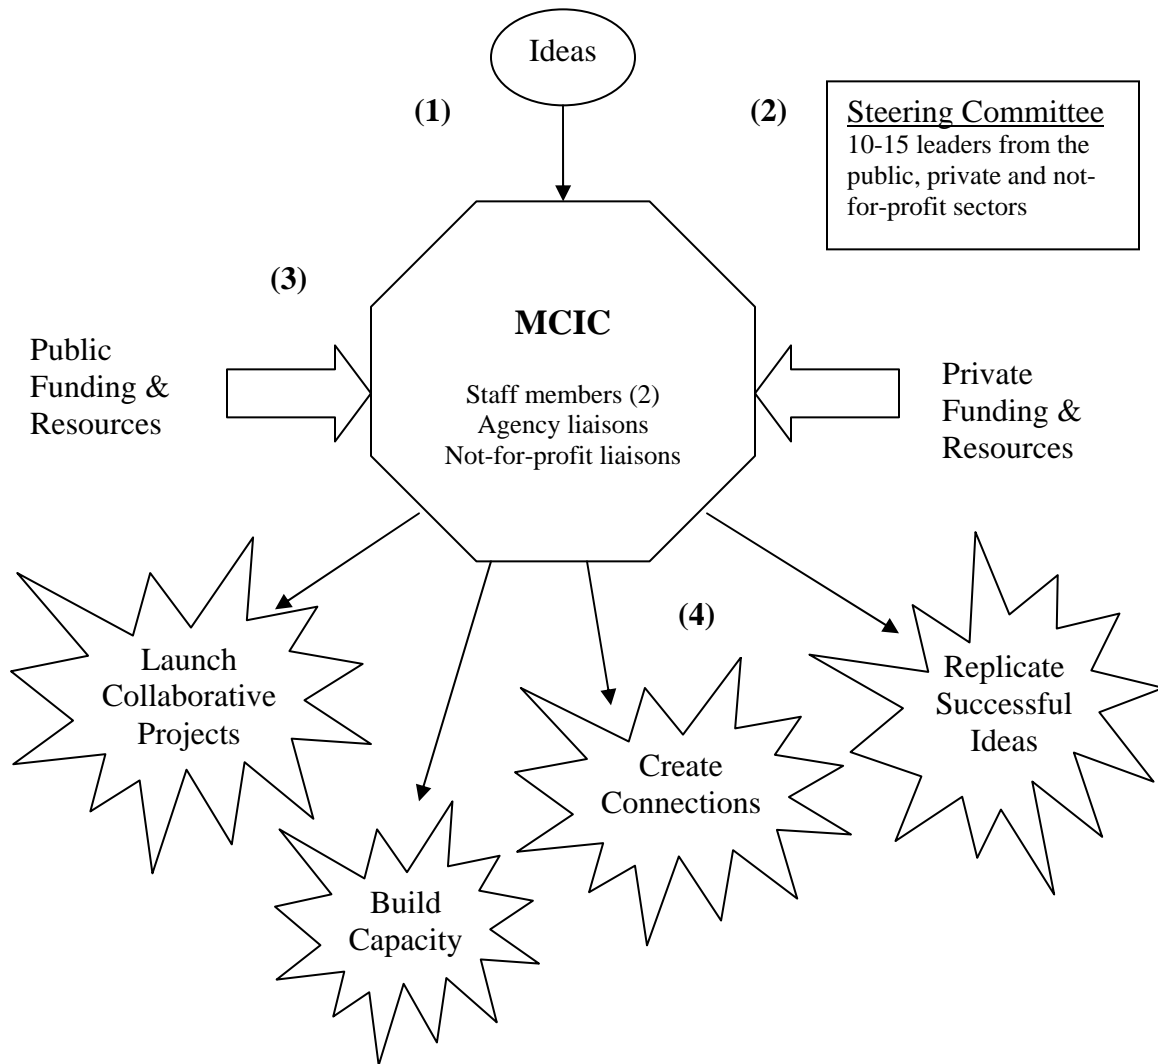 Ideas
(1)
(2)
Steering Committee
10-15 leaders from the
public, private and not-
for-profit sectors
(3)
MCIC
Staff members (2)
Agency liaisons
Not-for-profit liaisons
Public
Funding &
Resources
Private
Funding &
Resources
(4)
Launch
Collaborative
Projects
Build
Capacity
Create
Connections
Replicate
Successful
Ideas